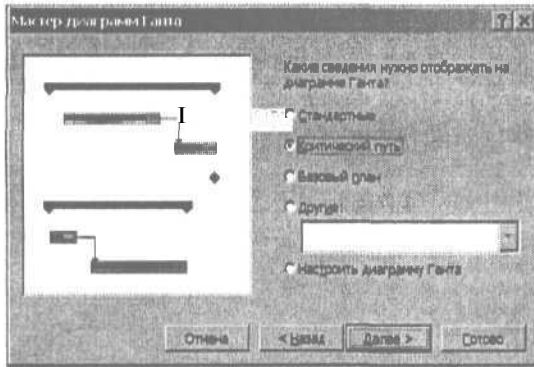 Мастер диаграмм Ганта
Какие сведения нужно отображать на
диаграмме Ганта?
Стандартные
Критический путь
Базовый план
Другие:
Настроить диаграмму Ганта
Отмена
< Назад
Далее >
Готово